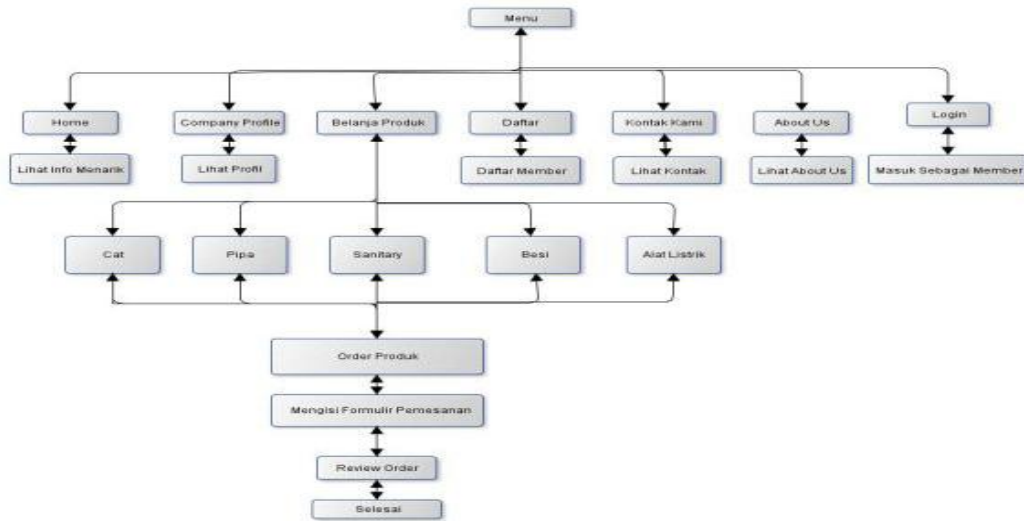 Menu
Home
Company Profile
Belanja Produk
Daftar
Kontak Kami
About Us
Login
Lihat Info Menarik
Lihat Profil
Daftar Member
Lihat Kontak
Lihat About Us
Masuk Sebagai Member
Cat
Pipa
Sanitary
Besi
Alat Listrik
Order Produk
Mengisi Formulir Pemesanan
Review Order
Selesai